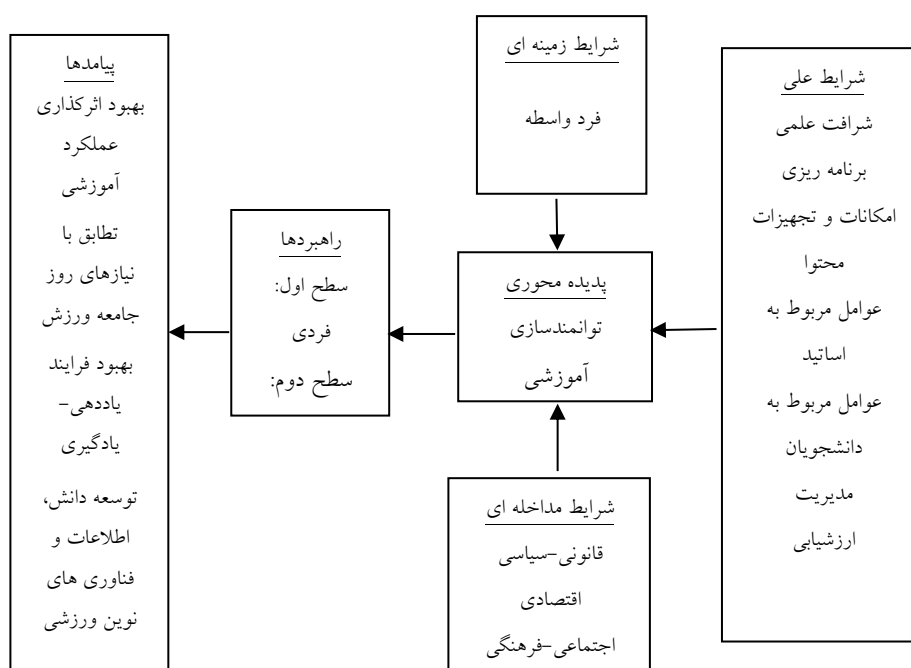 شرایط علی
شرافت علمی
برنامه ریزی
امکانات و تجهیزات
محتوا
عوامل مربوط به
اساتید
عوامل مربوط به
دانشجویان
مدیریت
ارزشیابی
شرایط زمینه ای
فرد واسطه
پدیده محوری
توانمندسازی
آموزشی
شرایط مداخله ای
قانونی-سیاسی
اقتصادی
اجتماعی-فرهنگی
راهبردها
سطح اول:
فردی
سطح دوم:
پیامدها
بهبود اثرکذاری
عملکرد
آموزشی
تطابق با
نیازهای روز
جامعه ورزش
بهبود فرایند
یاددهی-
یادگیری
توسعه دانش،
اطلاعات و
فناوری های
نوین ورزشی